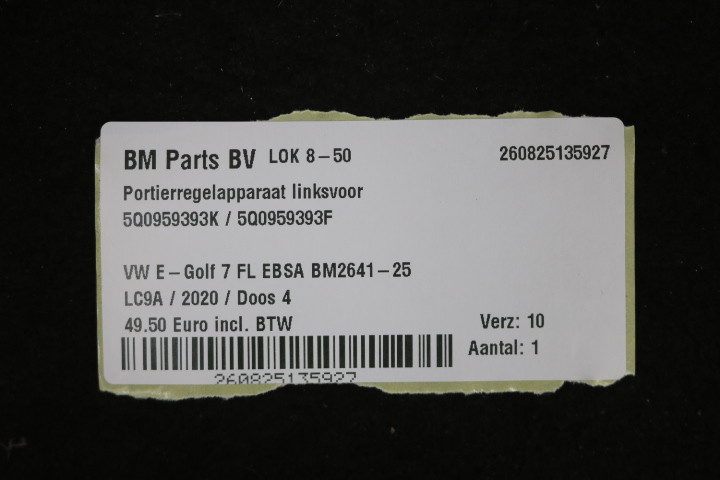 BM Parts BV LOK 8-50 260825135927
Portierregelapparaat linksvoor
5Q0959393K / 5Q0959393F
VW E-Golf 7 FL EBSA BM2641-25
LC9A / 2020 / Doos 4
49.50 Euro incl. BTW Verz: 10
Aantal: 1
260825135927